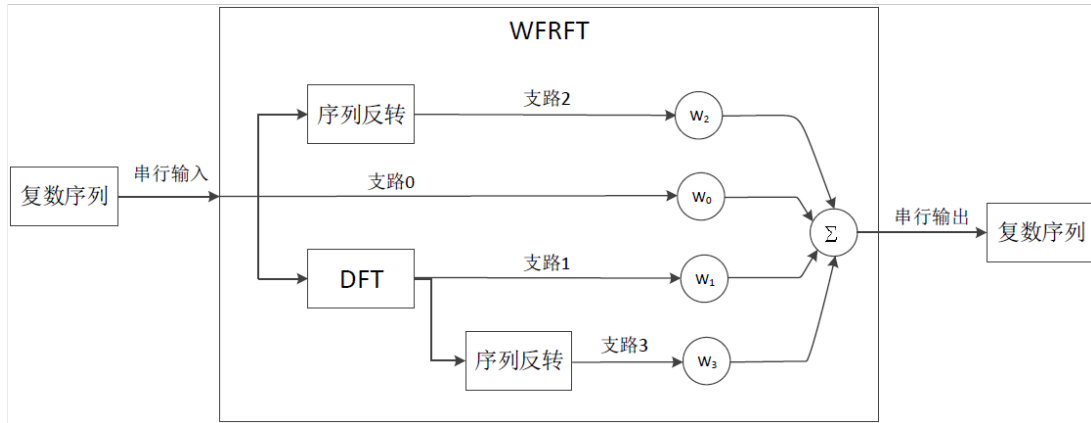 WFRFT
序列反转
支路2
W2
复数序列
串行输入
支路0
W0
Σ
串行输出
复数序列
DFT
支路1
W1
序列反转
支路3
W3